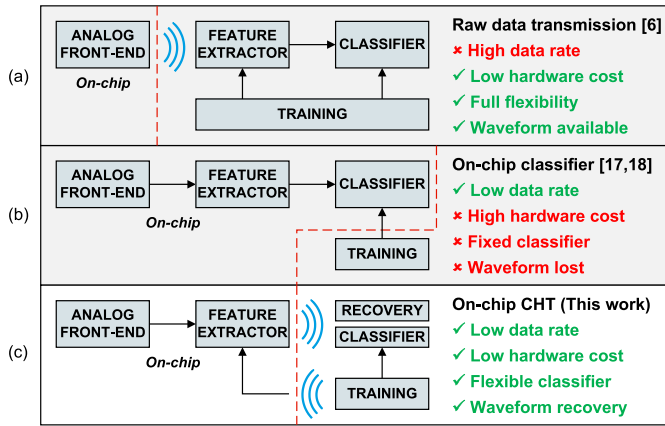 (a)
ANALOG
FRONT-END
On-chip
FEATURE
EXTRACTOR
CLASSIFIER
TRAINING
Raw data transmission [6]
✘ High data rate
✓ Low hardware cost
✓ Full flexibility
✓ Waveform available
(b)
ANALOG
FRONT-END
On-chip
FEATURE
EXTRACTOR
CLASSIFIER
TRAINING
On-chip classifier [17,18]
✓ Low data rate
✘ High hardware cost
✘ Fixed classifier
✘ Waveform lost
(c)
ANALOG
FRONT-END
On-chip
FEATURE
EXTRACTOR
RECOVERY
CLASSIFIER
TRAINING
On-chip CHT (This work)
✓ Low data rate
✓ Low hardware cost
✓ Flexible classifier
✓ Waveform recovery